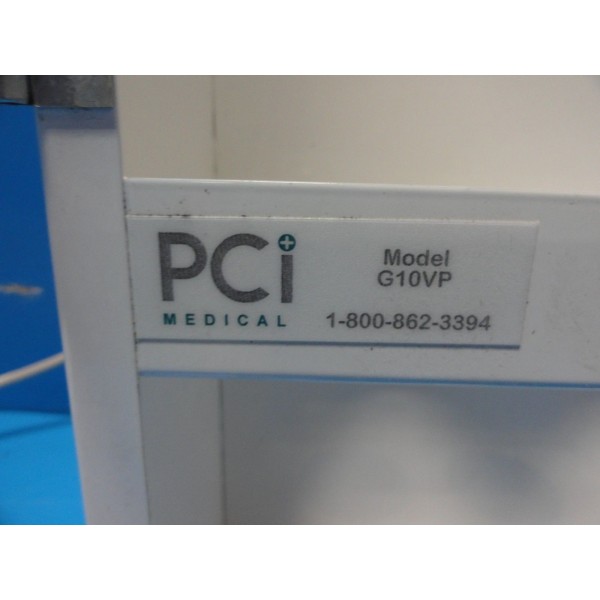 PCi
MEDICAL
Model
G10VP
1-800-862-3394